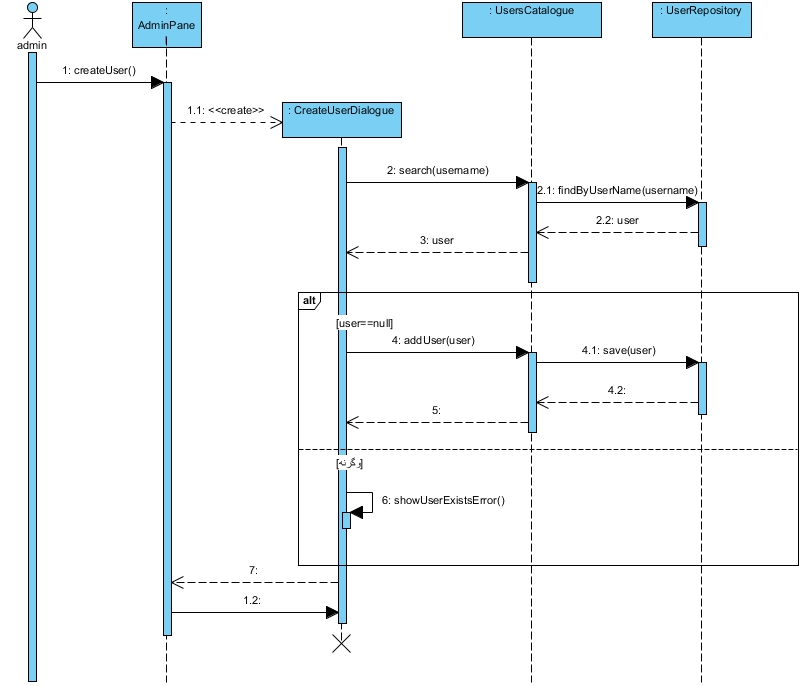 :
AdminPane
: UsersCatalogue
: UserRepository
admin
1: createUser()
1.1: <<create>>
: CreateUserDialogue
2: search(username)
2.1: findByUserName(username)
2.2: user
3: user
alt
[user==null]
4: addUser(user)
4.1: save(user)
4.2:
5:
[وگرنه]
6: showUserExistsError()
7:
1.2: